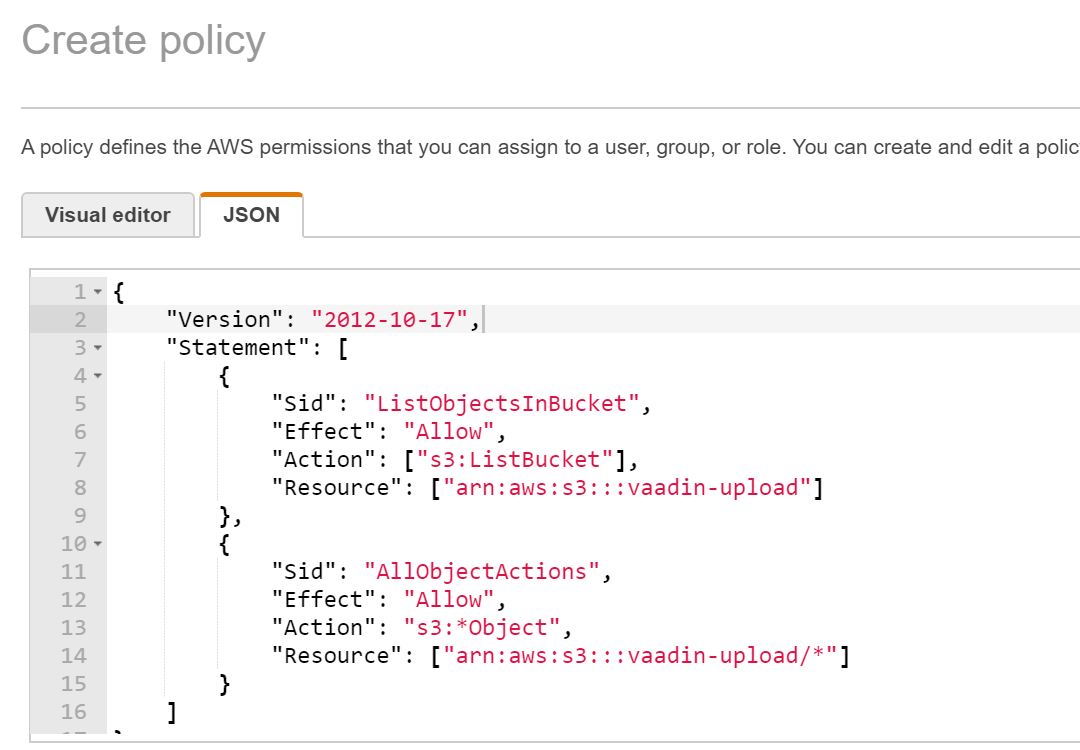 Create policy
A policy defines the AWS permissions that you can assign to a user, group, or role. You can create and edit a
Visual editor
JSON
1 {
2 "Version": "2012-10-17",
3 "Statement": [
4 {
5 "Sid": "ListObjectsInBucket",
6 "Effect": "Allow",
7 "Action": ["s3:ListBucket"],
8 "Resource": ["arn:aws:s3:::vaadin-upload"]
9 },
10 {
11 "Sid": "AllObjectActions",
12 "Effect": "Allow",
13 "Action": "s3:*Object",
14 "Resource": ["arn:aws:s3:::vaadin-upload/*"]
15 }
16 ]